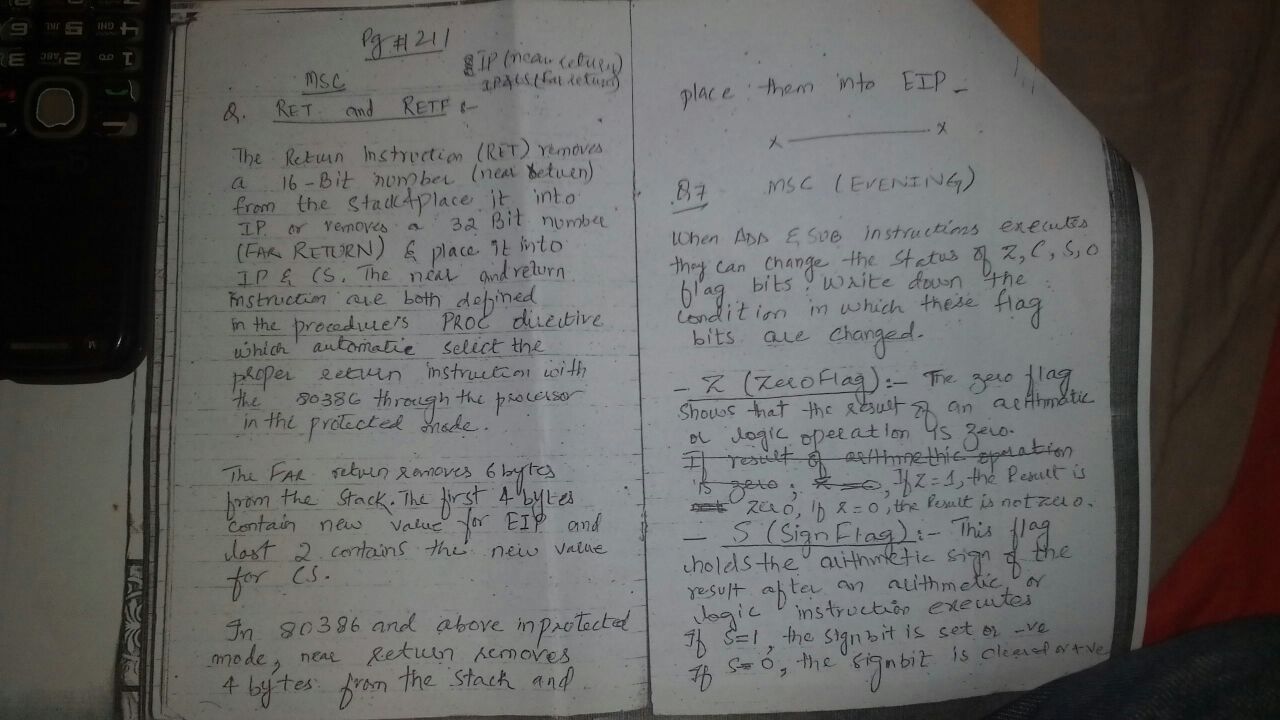 Pg # 211
IP (near return)
IP & CS (Far return)
MSC
Q. RET and RETF :-
The Return Instruction (RET) removes
a 16-Bit number (near return)
from the stack & place it into
IP or removes a 32 Bit number
(FAR RETURN) & place it into
IP & CS. The near and return
instruction are both defined
in the procedure's PROC directive
which automatic select the
proper return instruction with
the 80386 through the processor
in the protected mode.
The FAR return removes 6 bytes
from the stack. The first 4 bytes
contain new value for EIP and
last 2 contains the new value
for CS.
In 80386 and above in protected
mode, near return removes
4 bytes from the stack and
place them into EIP -
x x
Q7 MSC (EVENING)
When ADD & SUB instructions executes
they can change the status of Z, C, S, O
flag bits. Write down the
condition in which these flag
bits are changed.
- Z (Zero Flag) :- The zero flag
shows that the result of an arithmatic
or logic operation is zero.
If result of arithmethic operation
is zero ; If Z = 1, the Result is
zero, If Z = 0, the Result is not zero.
- S (Sign Flag) :- This flag
holds the arithmetic sign of the
result after an arithmetic or
logic instruction executes
If S=1, the sign bit is set or -ve
If S=0, the sign bit is cleared or +ve